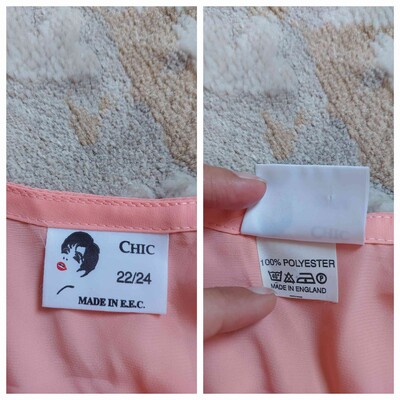 CHIC
22/24
MADE IN E.E.C.
100% POLYESTER
MADE IN ENGLAND